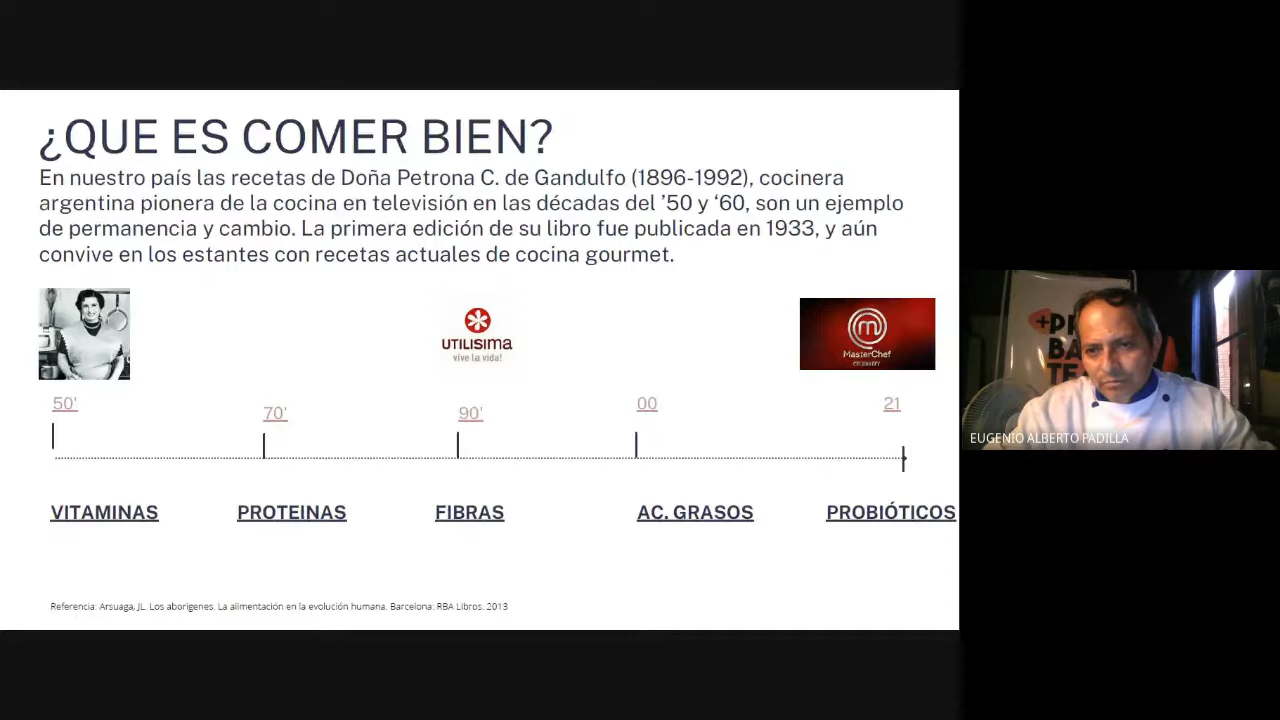 ¿QUE ES COMER BIEN?
En nuestro país las recetas de Doña Petrona C. de Gandulfo (1896-1992), cocinera
argentina pionera de la cocina en televisión en las décadas del ’50 y ‘60, son un ejemplo
de permanencia y cambio. La primera edición de su libro fue publicada en 1933, y aún
convive en los estantes con recetas actuales de cocina gourmet.
UTILISIMA
vive la vida!
MasterChef
CELEBRITY
50'
70'
90'
00
21
VITAMINAS
PROTEINAS
FIBRAS
AC. GRASOS
PROBIÓTICOS
Referencia: Arsuaga, JL. Los aborígenes. La alimentación en la evolución humana. Barcelona: RBA Libros. 2013
EUGENIO ALBERTO PADILLA